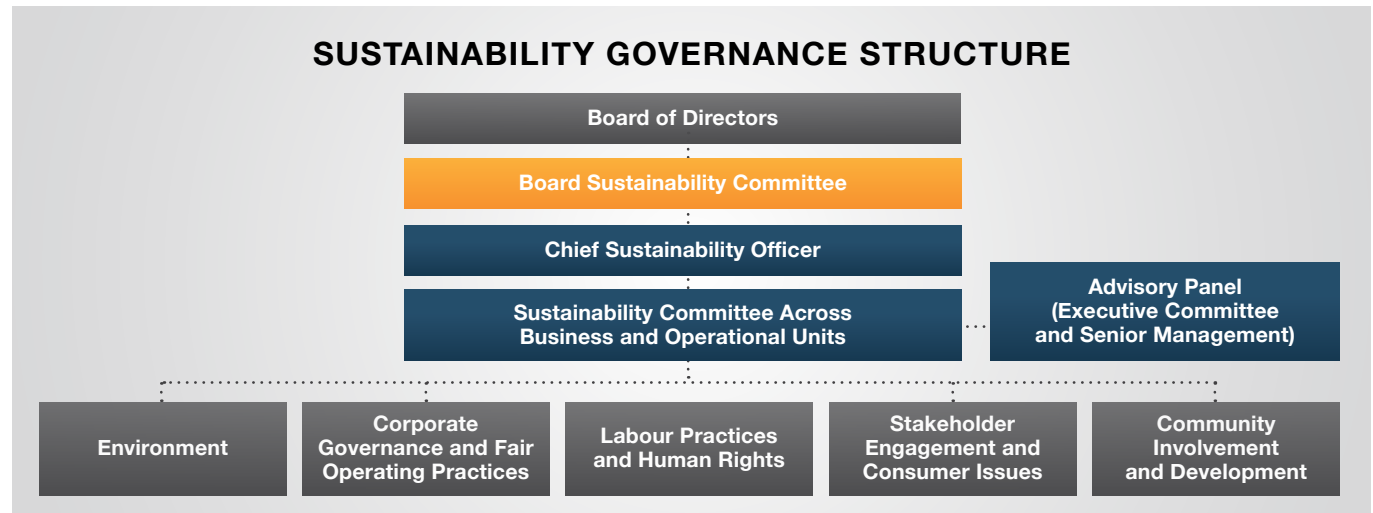 SUSTAINABILITY GOVERNANCE STRUCTURE
Board of Directors
Board Sustainability Committee
Chief Sustainability Officer
Sustainability Committee Across
Business and Operational Units
Advisory Panel
(Executive Committee
and Senior Management)
Environment
Corporate
Governance and Fair
Operating Practices
Labour Practices
and Human Rights
Stakeholder
Engagement and
Consumer Issues
Community
Involvement
and Development